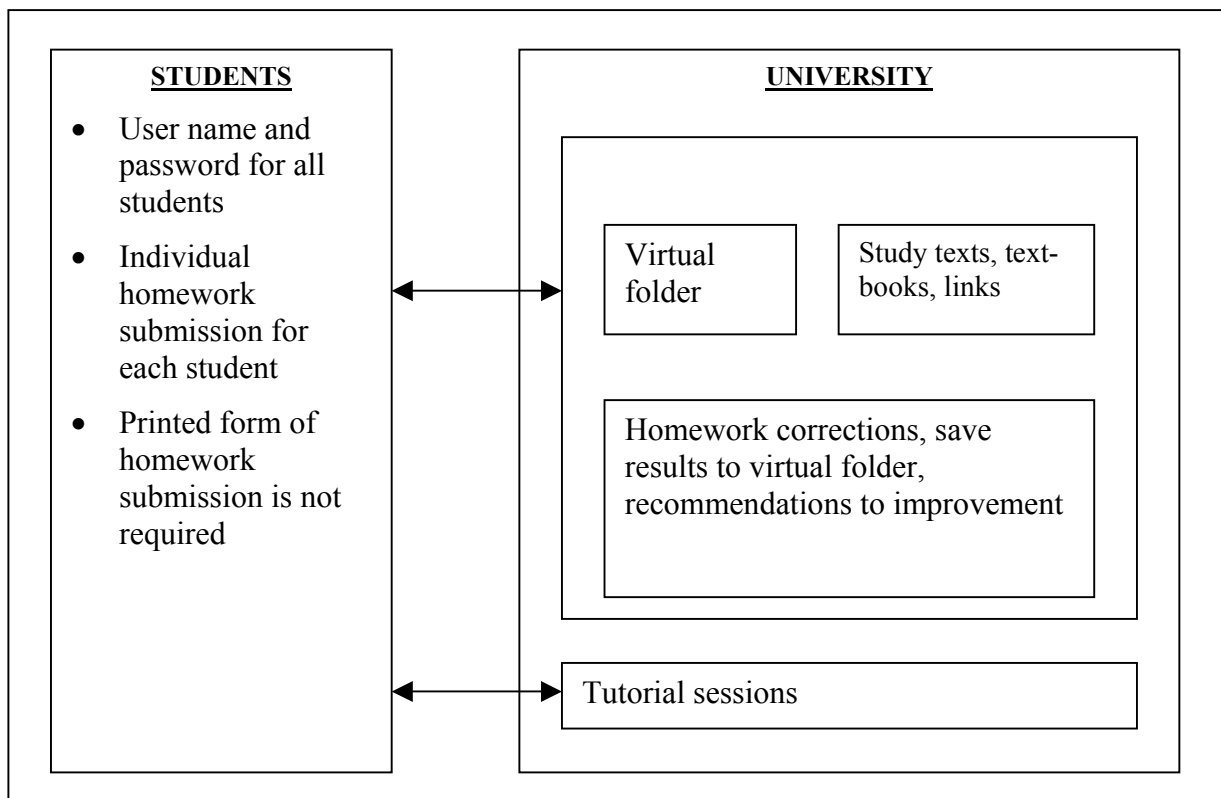 STUDENTS
• User name and
password for all
students
• Individual
homework
submission for
each student
• Printed form of
homework
submission is not
required
UNIVERSITY
Virtual
folder
Study texts, text-
books, links
Homework corrections, save
results to virtual folder,
recommendations to improvement
Tutorial sessions